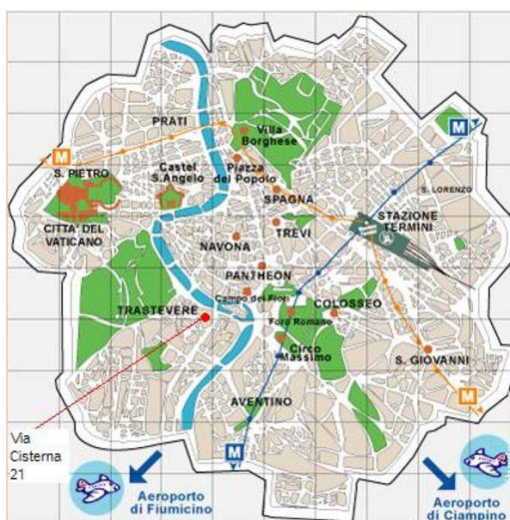 M
PRATI
Villa
Borghese
M
S. PIETRO
Castel
S.Angelo
Piazza
del Popolo
SPAGNA
S. LORENZO
CITTA' DEL
VATICANO
NAVONA
TREVI
STAZIONE
TERMINI
PANTHEON
Campo dei Fiori
TRASTEVERE
COLOSSEO
Foro Romano
Circo
Massimo
S. GIOVANNI
AVENTINO
M
Via
Cisterna
21
M
Aeroporto
di Fiumicino
Aeroporto
di Ciampino